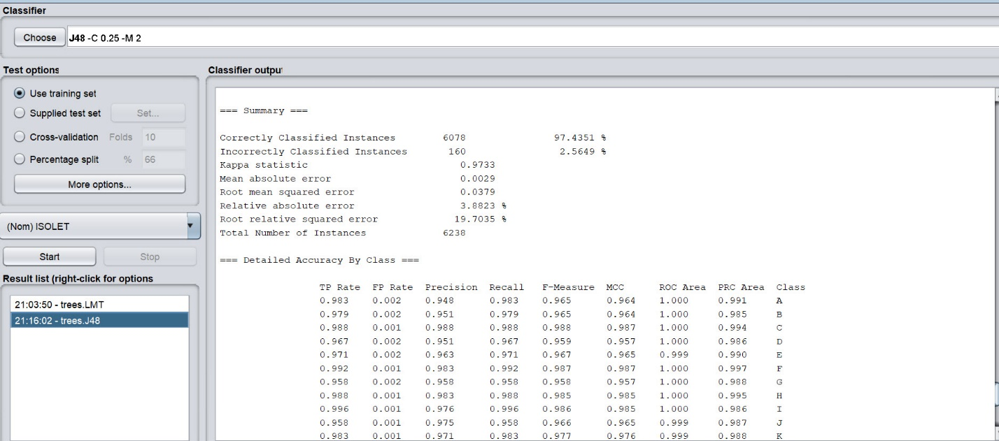 Classifier
Choose J48 -C 0.25 -M 2
Test options
Use training set
Supplied test set Set...
Cross-validation Folds 10
Percentage split % 66
More options...
(Nom) ISOLET
Start Stop
Result list (right-click for options
21:03:50 - trees.LMT
21:16:02 - trees.J48
Classifier output
=== Summary ===
Correctly Classified Instances 6078 97.4351 %
Incorrectly Classified Instances 160 2.5649 %
Kappa statistic 0.9733
Mean absolute error 0.0029
Root mean squared error 0.0379
Relative absolute error 3.8823 %
Root relative squared error 19.7035 %
Total Number of Instances 6238
=== Detailed Accuracy By Class ===
TP Rate FP Rate Precision Recall F-Measure MCC ROC Area PRC Area Class
0.983 0.002 0.948 0.983 0.965 0.964 1.000 0.991 A
0.979 0.002 0.951 0.979 0.965 0.964 1.000 0.985 B
0.988 0.001 0.988 0.988 0.988 0.987 1.000 0.994 C
0.967 0.002 0.951 0.967 0.959 0.957 1.000 0.986 D
0.971 0.002 0.963 0.971 0.967 0.965 0.999 0.990 E
0.992 0.001 0.983 0.992 0.987 0.987 1.000 0.997 F
0.958 0.002 0.958 0.958 0.958 0.957 1.000 0.988 G
0.988 0.001 0.983 0.988 0.985 0.985 1.000 0.995 H
0.996 0.001 0.976 0.996 0.986 0.985 1.000 0.986 I
0.958 0.001 0.975 0.958 0.966 0.965 0.999 0.987 J
0.983 0.001 0.971 0.983 0.977 0.976 0.999 0.988 K